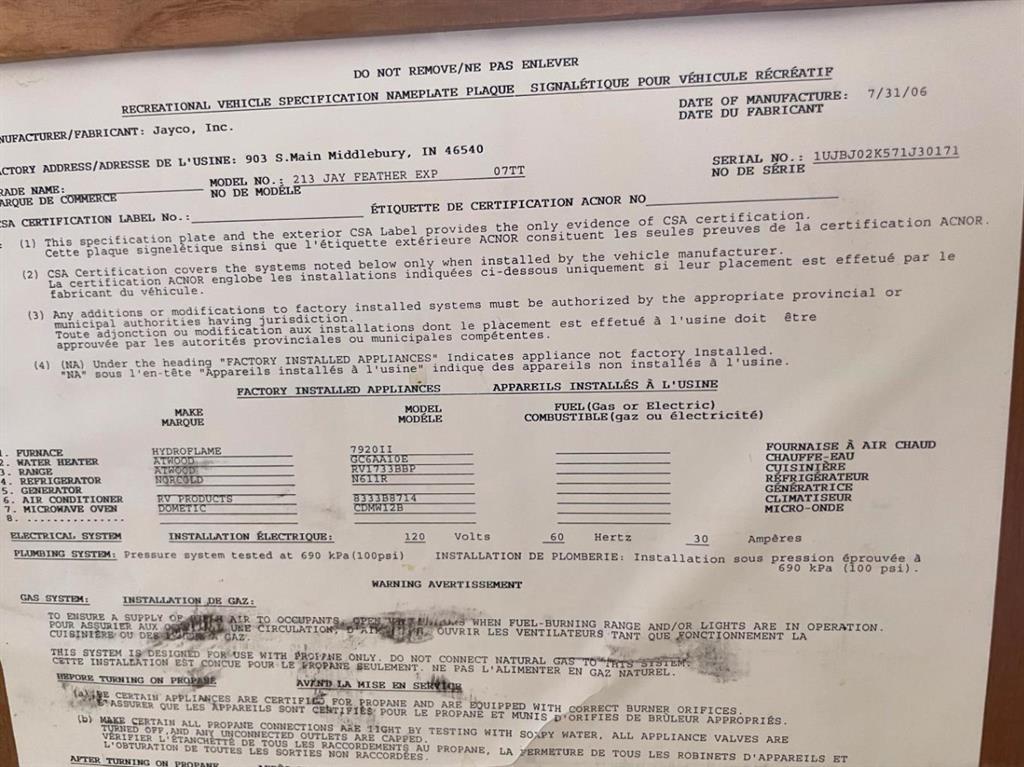 DO NOT REMOVE/NE PAS ENLEVER
RECREATIONAL VEHICLE SPECIFICATION NAMEPLATE PLAQUE SIGNALÉTIQUE POUR VÉHICULE RÉCRÉATIF
NUFACTURER/FABRICANT: Jayco, Inc.
DATE OF MANUFACTURE: 7/31/06
DATE DU FABRICANT
ACTORY ADDRESS/ADRESSE DE L'USINE: 903 S.Main Middlebury, IN 46540
SERIAL NO.: 1UJBJ02K571J30171
NO DE SÉRIE
RADE NAME:
ARQUE DE COMMERCE
MODEL NO.: 213 JAY FEATHER EXP 07TT
NO DE MODÈLE
CSA CERTIFICATION LABEL No.: ÉTIQUETTE DE CERTIFICATION ACNOR NO
: (1) This specification plate and the exterior CSA Label provides the only evidence of CSA certification.
Cette plaque signelétique sinsi que l'étiquette extérieure ACNOR consituent les seules preuves de la certification ACNOR.
(2) CSA Certification covers the systems noted below only when installed by the vehicle manufacturer.
La certification ACNOR englobe les installations indiquées ci-dessous uniquement si leur placement est effetué par le
fabricant du véhicule.
(3) Any additions or modifications to factory installed systems must be authorized by the appropriate provincial or
municipal authorities having jurisdiction.
Toute adjonction ou modification aux installations dont le placement est effetué à l'usine doit être
approuvée par les autorités provinciales ou municipales compétentes.
(4) (NA) Under the heading "FACTORY INSTALLED APPLIANCES" Indicates appliance not factory Installed.
"NA" sous l'en-tête "Appareils installés à l'usine" indique des appareils non installés à l'usine.
FACTORY INSTALLED APPLIANCES APPAREILS INSTALLÉS À L'USINE
MAKE MODEL FUEL(Gas or Electric)
MARQUE MODÈLE COMBUSTIBLE(gaz ou électricité)
1. FURNACE HYDROFLAME 7920II FOURNAISE À AIR CHAUD
2. WATER HEATER ATWOOD GC6AA10E CHAUFFE-EAU
3. RANGE ATWOOD RV1733BBP CUISINIÈRE
4. REFRIGERATOR NORCOLD N611R RÉFRIGÉRATEUR
5. GENERATOR GÉNÉRATRICE
6. AIR CONDITIONER RV PRODUCTS 8333B8714 CLIMATISEUR
7. MICROWAVE OVEN DOMETIC CDMW12B MICRO-ONDE
8. ...............
ELECTRICAL SYSTEM INSTALLATION ÉLECTRIQUE: 120 Volts 60 Hertz 30 Ampères
PLUMBING SYSTEM: Pressure system tested at 690 kPa(100psi) INSTALLATION DE PLOMBERIE: Installation sous pression éprouvée à
690 kPa (100 psi).
WARNING AVERTISSEMENT
GAS SYSTEM: INSTALLATION DE GAZ:
TO ENSURE A SUPPLY OF AIR TO OCCUPANTS, OPEN WHEN FUEL-BURNING RANGE AND/OR LIGHTS ARE IN OPERATION.
POUR ASSURIER AUX UNE CIRCULATION, D'AIR OUVRIR LES VENTILATEURS TANT QUE FONCTIONNEMENT LA
CUISINIÈRE OU DES À GAZ.
THIS SYSTEM IS DESIGNED FOR USE WITH PROPANE ONLY. DO NOT CONNECT NATURAL GAS TO THIS SYSTEM.
CETTE INSTALLATION EST CONCUE POUR LE PROPANE SEULEMENT. NE PAS L'ALIMENTER EN GAZ NATUREL.
BEFORE TURNING ON PROPANE AVEND LA MISE EN SERVICE
(a) BE CERTAIN APPLIANCES ARE CERTIFIED FOR PROPANE AND ARE EQUIPPED WITH CORRECT BURNER ORIFICES.
S'ASSURER QUE LES APPAREILS SONT CERTIFIÉS POUR LE PROPANE ET MUNIS D'ORIFIES DE BRÛLEUR APPROPRIÉS.
(b) MAKE CERTAIN ALL PROPANE CONNECTIONS ARE TIGHT BY TESTING WITH SOAPY WATER, ALL APPLIANCE VALVES ARE
TURNED OFF,AND ANY UNCONNECTED OUTLETS ARE CAPPED.
VÉRIFIER L'ÉTANCHETTÉ DE TOUS LES RACCORDEMENTS AU PROPANE, LA FERMETURE DE TOUS LES ROBINETS D'APPAREILS ET
L'OBTURATION DE TOUTES LES SORTIES NON RACCORDÉES.
AFTER TURNING ON PROPANE